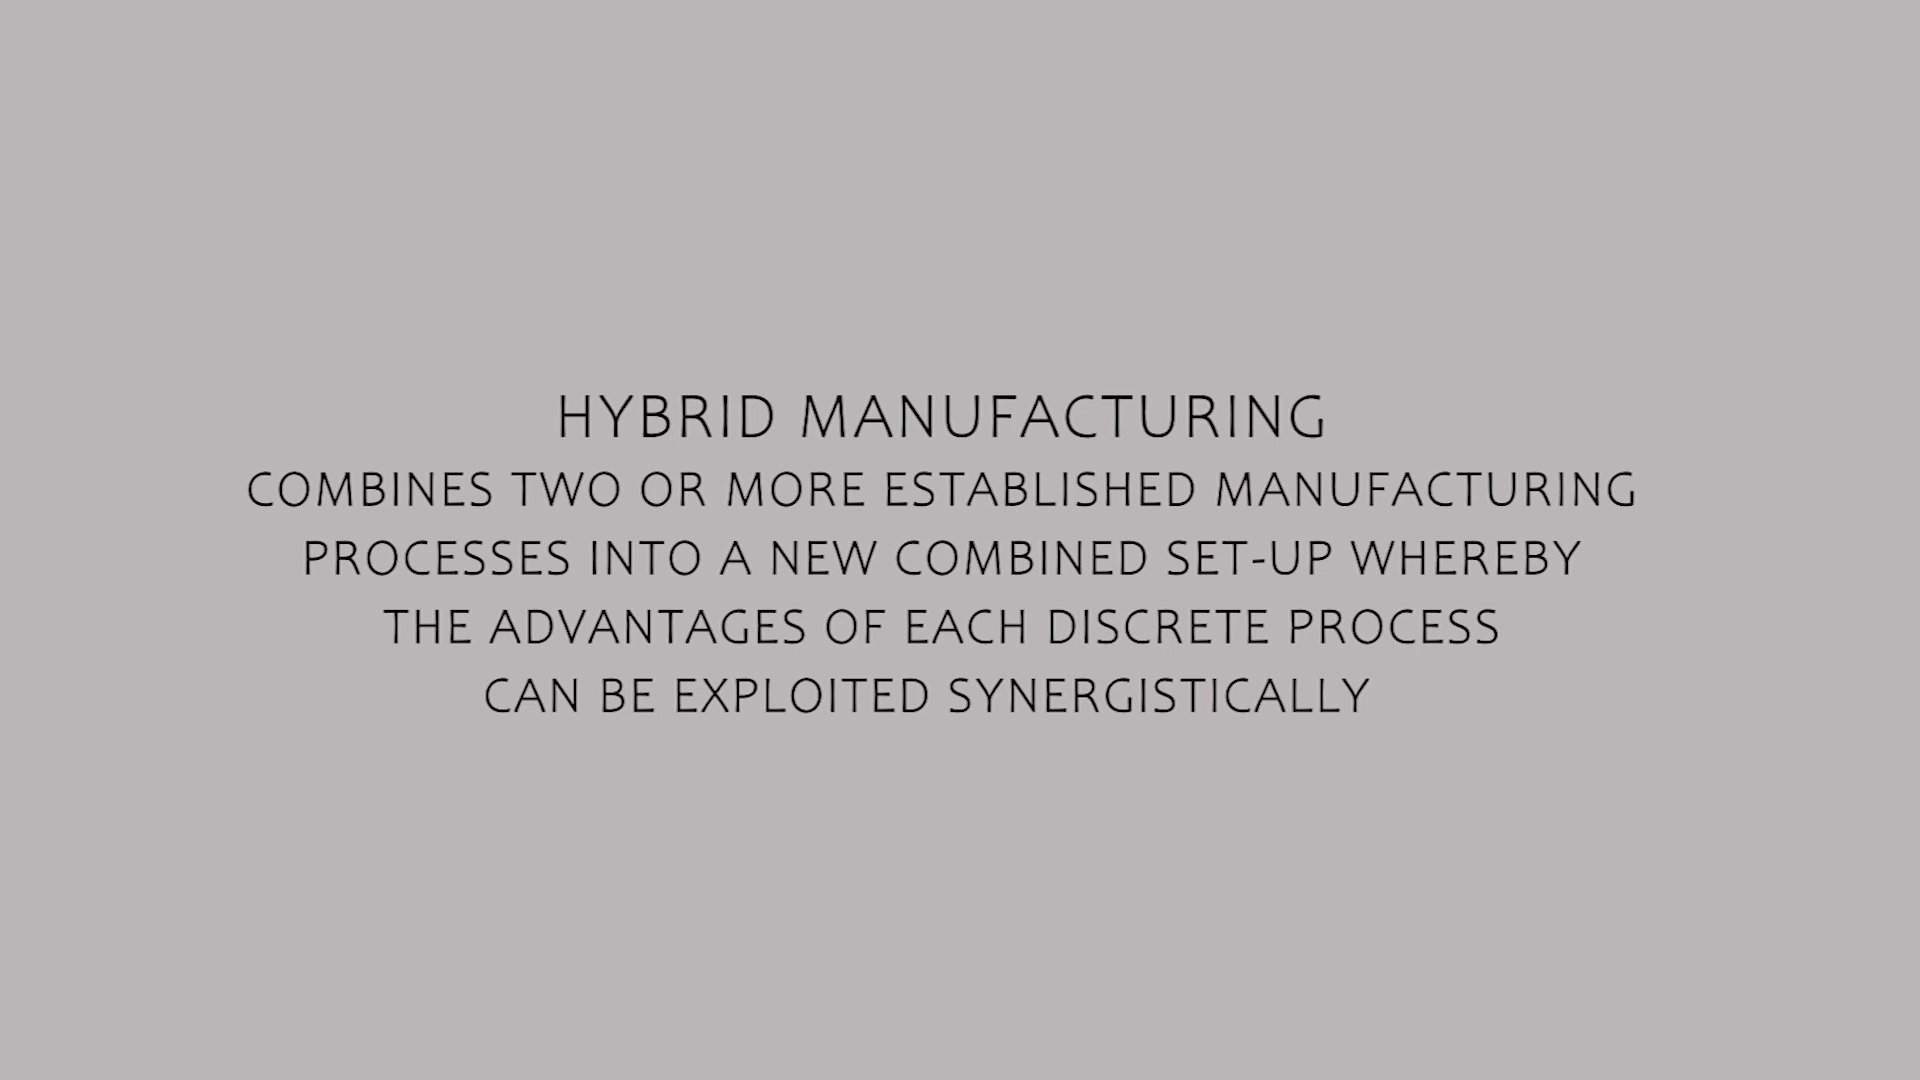 HYBRID MANUFACTURING
COMBINES TWO OR MORE ESTABLISHED MANUFACTURING
PROCESSES INTO A NEW COMBINED SET-UP WHEREBY
THE ADVANTAGES OF EACH DISCRETE PROCESS
CAN BE EXPLOITED SYNERGISTICALLY